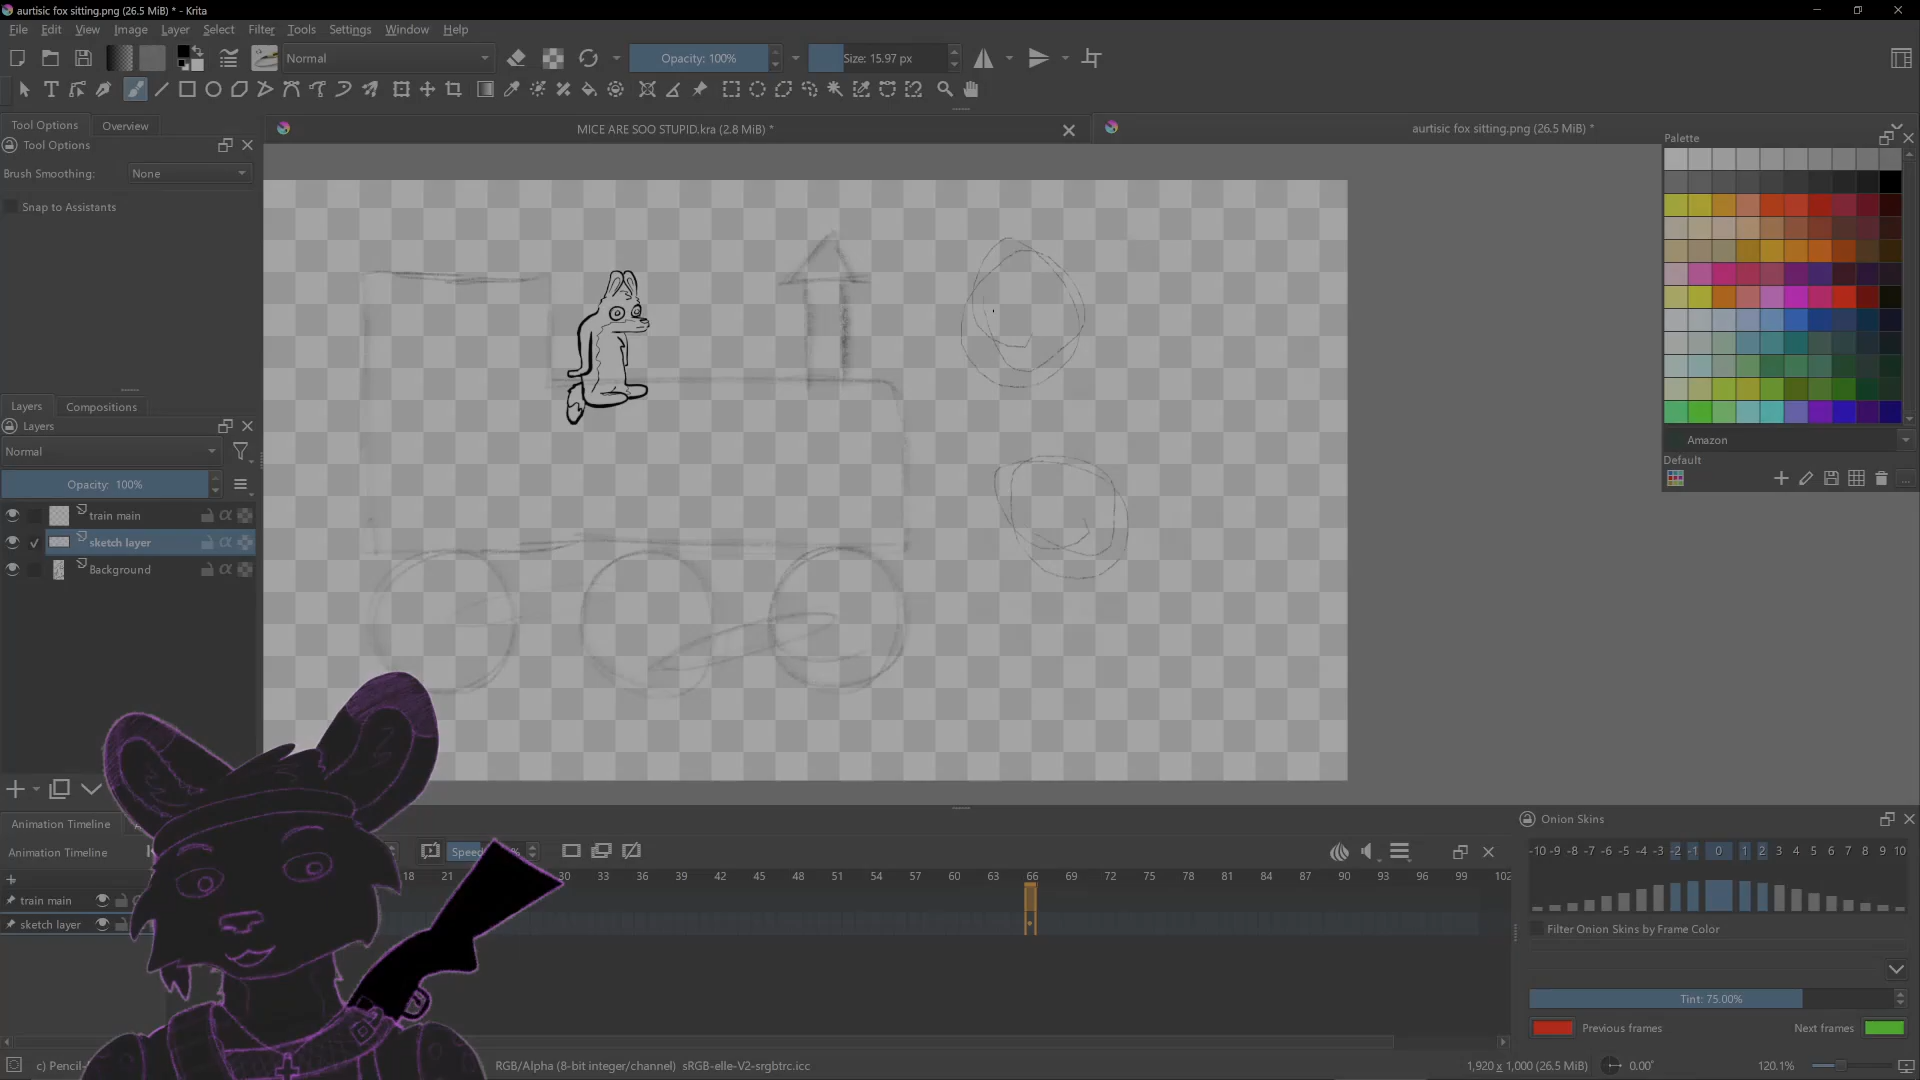 aurtisic fox sitting.png (26.5 MiB) * - Krita
File Edit View Image Layer Select Filter Tools Settings Window Help
Normal
Opacity: 100%
Size: 15.97 px
Tool Options Overview
MICE ARE SOO STUPID.kra (2.8 MiB) *
aurtisic fox sitting.png (26.5 MiB) *
Tool Options
Brush Smoothing: None
Snap to Assistants
Palette
Amazon
Default
...
Layers Compositions
Layers
Normal
Opacity: 100%
train main
sketch layer
Background
Animation Timeline
Animation Timeline
Speed %
18 21 30 33 36 39 42 45 48 51 54 57 60 63 66 69 72 75 78 81 84 87 90 93 96 99 102
train main
sketch layer
Onion Skins
-10 -9 -8 -7 -6 -5 -4 -3 -2 -1 0 1 2 3 4 5 6 7 8 9 10
Filter Onion Skins by Frame Color
Tint: 75.00%
Previous frames Next frames
c) Pencil-
RGB/Alpha (8-bit integer/channel) sRGB-elle-V2-srgbtrc.icc
1,920 x 1,000 (26.5 MiB)
0.00°
120.1%